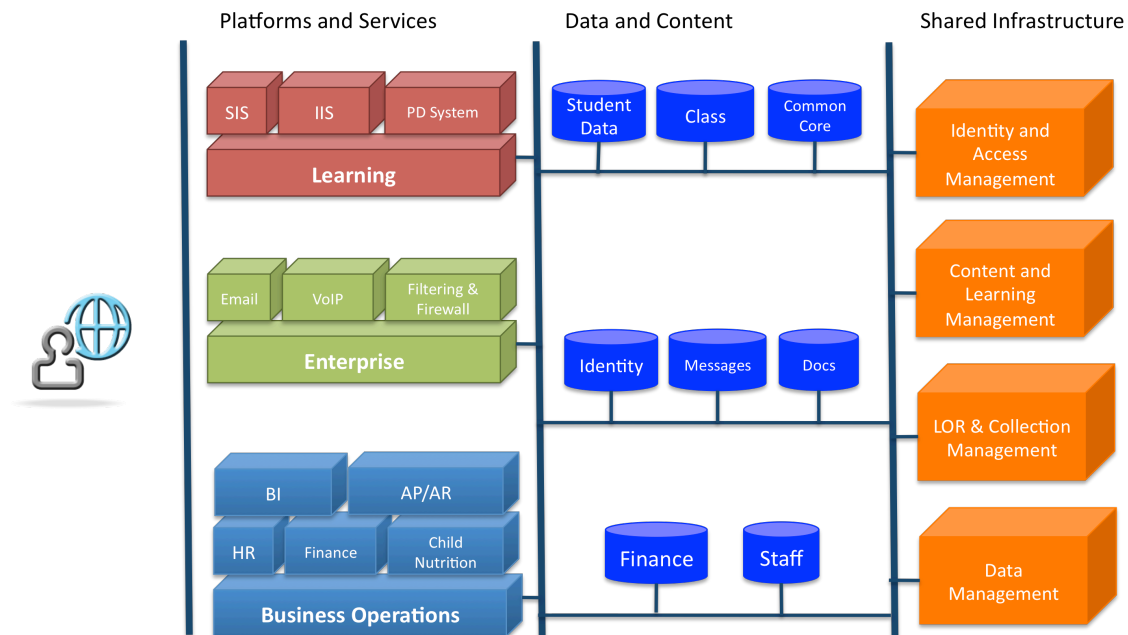 Platforms and Services
Data and Content
Shared Infrastructure
SIS
IIS
PD System
Learning
Student
Data
Class
Common
Core
Identity and
Access
Management
Email
VoIP
Filtering &
Firewall
Enterprise
Identity
Messages
Docs
Content and
Learning
Management
LOR & Collection
Management
BI
AP/AR
HR
Finance
Child
Nutrition
Business Operations
Finance
Staff
Data
Management